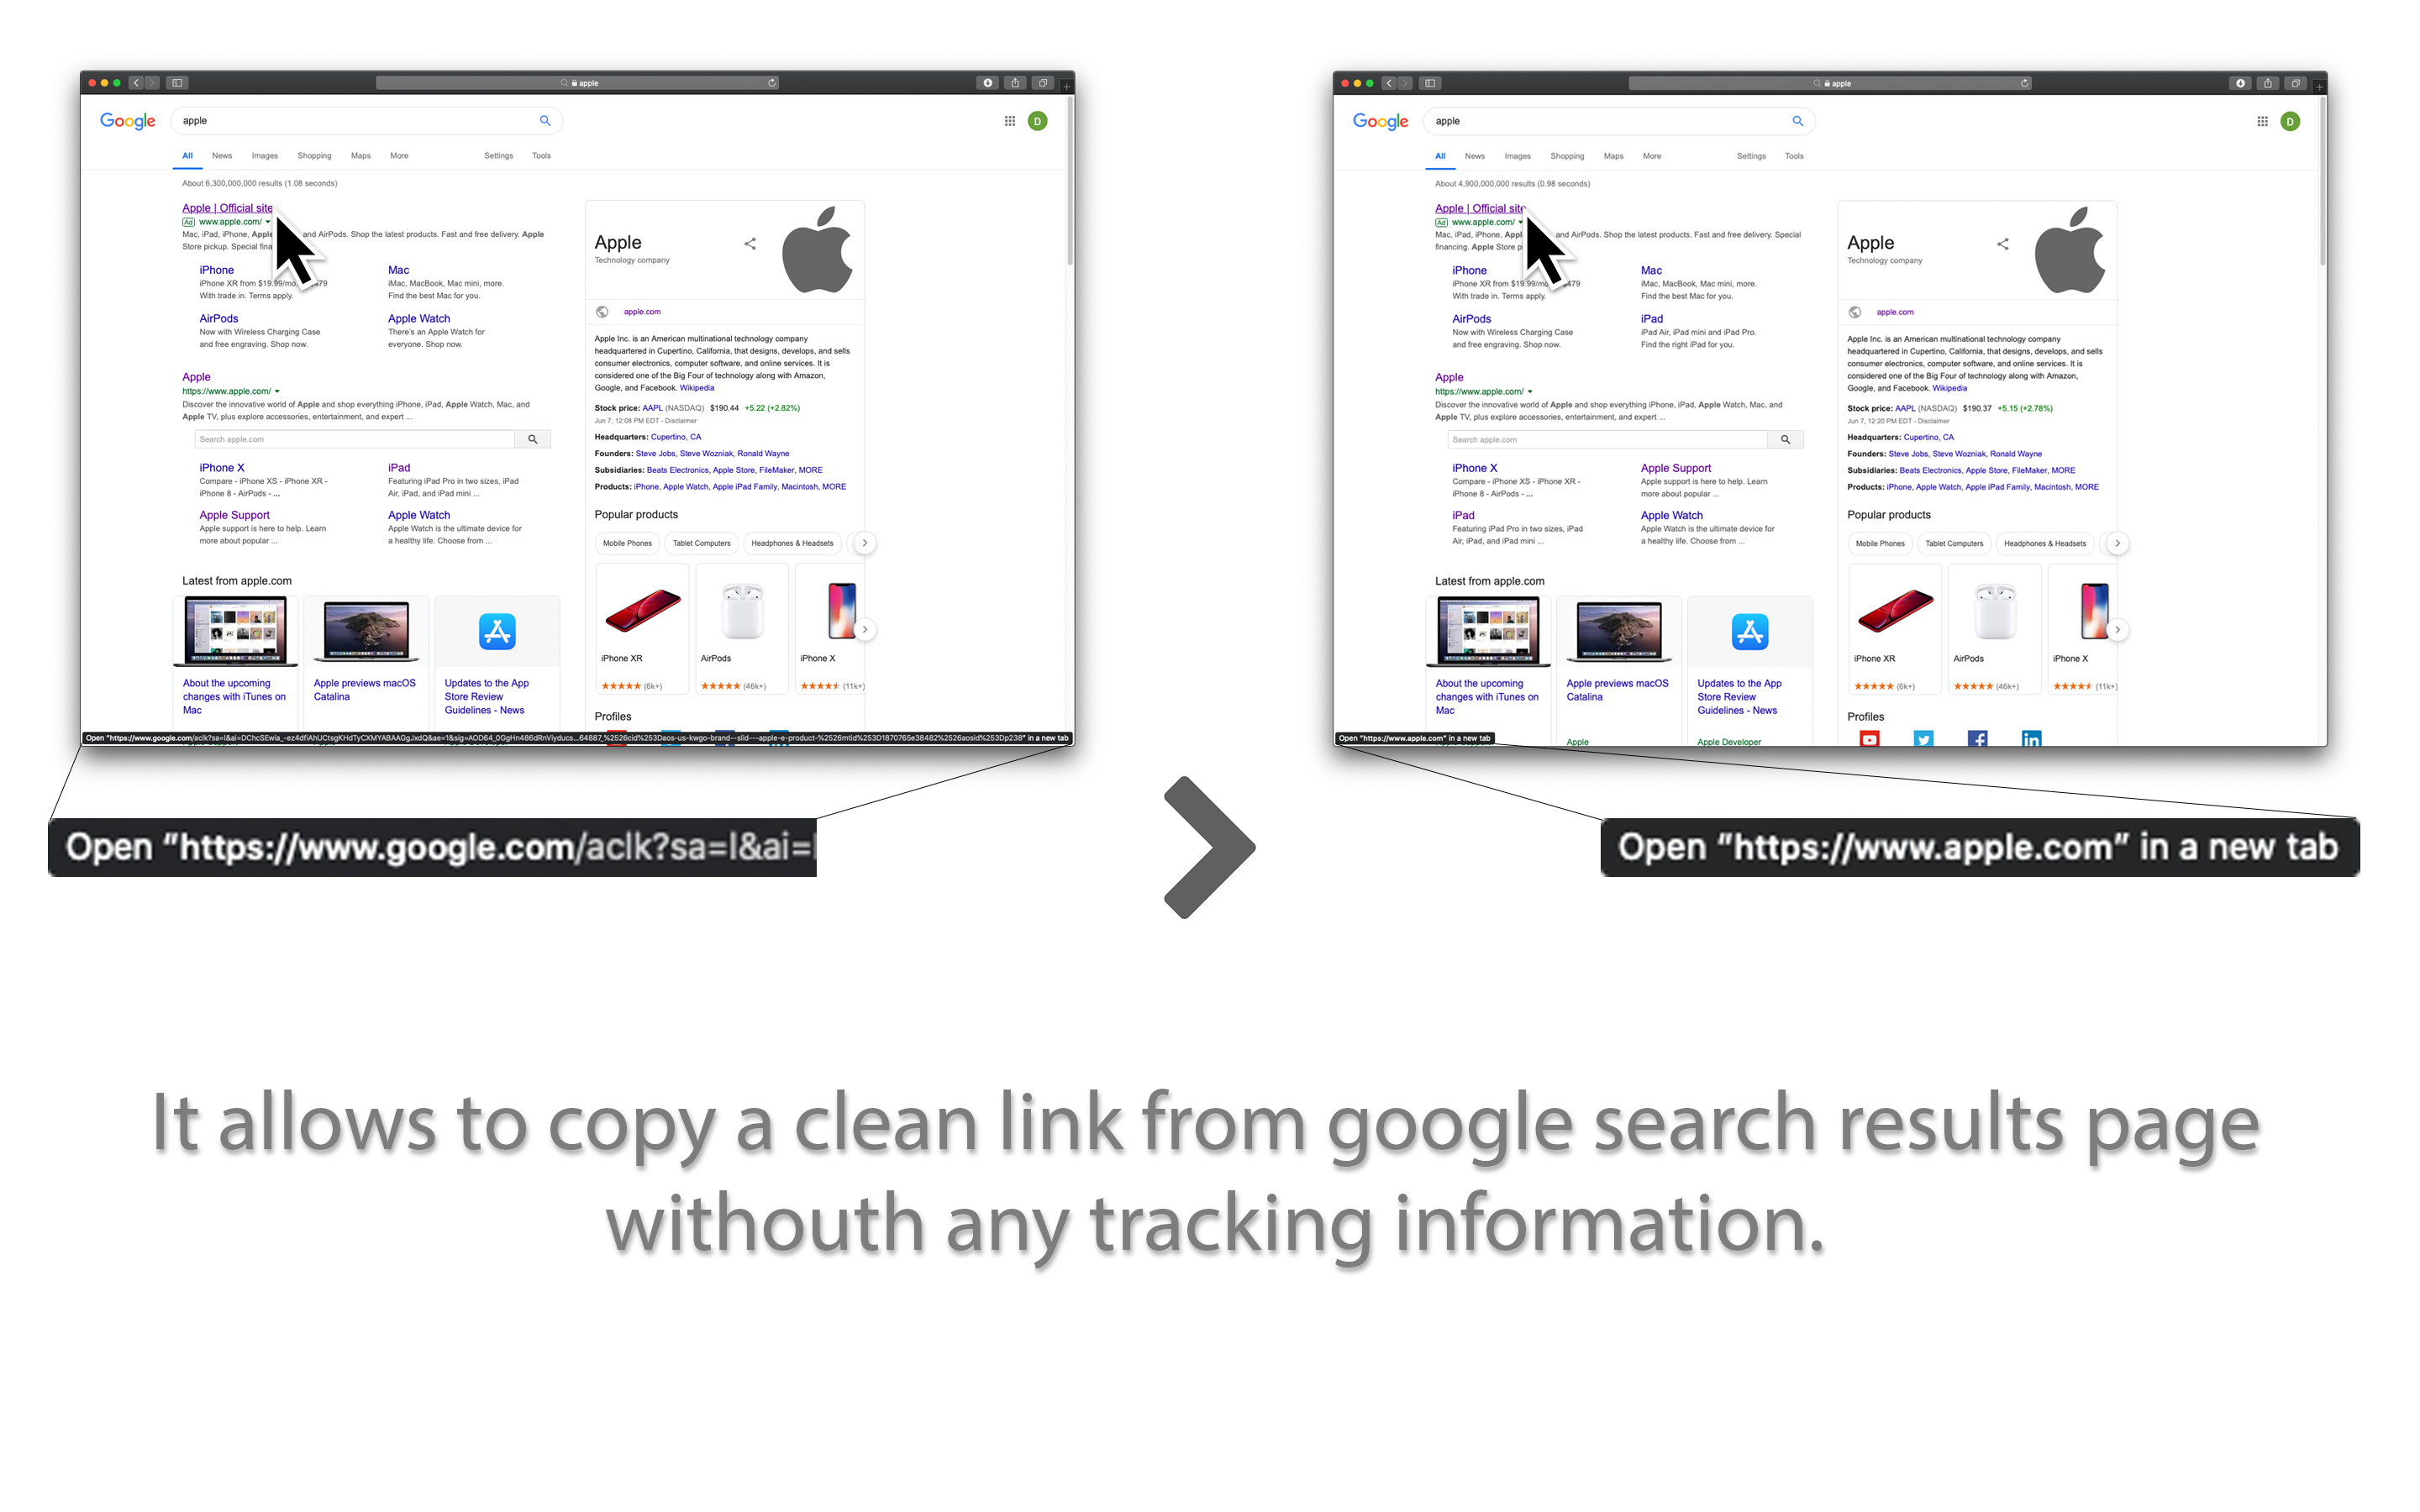 apple
Google
apple
D
All News Images Shopping Maps More Settings Tools
About 6,300,000,000 results (1.08 seconds)
Apple | Official site
Ad www.apple.com/
Mac, iPad, iPhone, Apple and AirPods. Shop the latest products. Fast and free delivery. Apple
Store pickup. Special fina
iPhone
iPhone XR from $19.99/mo. 479
With trade in. Terms apply.
Mac
iMac, MacBook, Mac mini, more.
Find the best Mac for you.
AirPods
Now with Wireless Charging Case
and free engraving. Shop now.
Apple Watch
There's an Apple Watch for
everyone. Shop now.
Apple
https://www.apple.com/
Discover the innovative world of Apple and shop everything iPhone, iPad, Apple Watch, Mac, and
Apple TV, plus explore accessories, entertainment, and expert ...
Search apple.com
iPhone X
Compare - iPhone XS - iPhone XR -
iPhone 8 - AirPods - ...
iPad
Featuring iPad Pro in two sizes, iPad
Air, iPad, and iPad mini ...
Apple Support
Apple support is here to help. Learn
more about popular ...
Apple Watch
Apple Watch is the ultimate device for
a healthy life. Choose from ...
Latest from apple.com
About the upcoming
changes with iTunes on
Mac
Apple previews macOS
Catalina
Updates to the App
Store Review
Guidelines - News
Apple
Technology company
apple.com
Apple Inc. is an American multinational technology company
headquartered in Cupertino, California, that designs, develops, and sells
consumer electronics, computer software, and online services. It is
considered one of the Big Four of technology along with Amazon,
Google, and Facebook. Wikipedia
Stock price: AAPL (NASDAQ) $190.44 +5.22 (+2.82%)
Jun 7, 12:08 PM EDT - Disclaimer
Headquarters: Cupertino, CA
Founders: Steve Jobs, Steve Wozniak, Ronald Wayne
Subsidiaries: Beats Electronics, Apple Store, FileMaker, MORE
Products: iPhone, Apple Watch, Apple iPad Family, Macintosh, MORE
Popular products
Mobile Phones Tablet Computers Headphones & Headsets
iPhone XR
(6k+)
AirPods
(46k+)
iPhone X
(11k+)
Profiles
in a new tab
Open "https://www.google.com/aclk?sa=l&ai=
apple
Google
apple
D
All News Images Shopping Maps More Settings Tools
About 4,900,000,000 results (0.98 seconds)
Apple | Official site
Ad www.apple.com/
Mac, iPad, iPhone, Appl and AirPods. Shop the latest products. Fast and free delivery. Special
financing. Apple Store p
iPhone
iPhone XR from $19.99/mo $479
With trade in. Terms apply.
Mac
iMac, MacBook, Mac mini, more.
Find the best Mac for you.
AirPods
Now with Wireless Charging Case
and free engraving. Shop now.
iPad
iPad Air, iPad mini and iPad Pro.
Find the right iPad for you.
Apple
https://www.apple.com/
Discover the innovative world of Apple and shop everything iPhone, iPad, Apple Watch, Mac, and
Apple TV, plus explore accessories, entertainment, and expert ...
Search apple.com
iPhone X
Compare - iPhone XS - iPhone XR -
iPhone 8 - AirPods - ...
Apple Support
Apple support is here to help. Learn
more about popular ...
iPad
Featuring iPad Pro in two sizes, iPad
Air, iPad, and iPad mini ...
Apple Watch
Apple Watch is the ultimate device for
a healthy life. Choose from ...
Latest from apple.com
About the upcoming
changes with iTunes on
Mac
Apple previews macOS
Catalina
Updates to the App
Store Review
Guidelines - News
Apple
Apple Developer
Apple
Technology company
apple.com
Apple Inc. is an American multinational technology company
headquartered in Cupertino, California, that designs, develops, and sells
consumer electronics, computer software, and online services. It is
considered one of the Big Four of technology along with Amazon,
Google, and Facebook. Wikipedia
Stock price: AAPL (NASDAQ) $190.37 +5.15 (+2.78%)
Jun 7, 12:20 PM EDT - Disclaimer
Headquarters: Cupertino, CA
Founders: Steve Jobs, Steve Wozniak, Ronald Wayne
Subsidiaries: Beats Electronics, Apple Store, FileMaker, MORE
Products: iPhone, Apple Watch, Apple iPad Family, Macintosh, MORE
Popular products
Mobile Phones Tablet Computers Headphones & Headsets
iPhone XR
(6k+)
AirPods
(46k+)
iPhone X
(11k+)
Profiles
in
Open "https://www.apple.com" in a new tab
Open "https://www.apple.com" in a new tab
It allows to copy a clean link from google search results page
withouth any tracking information.